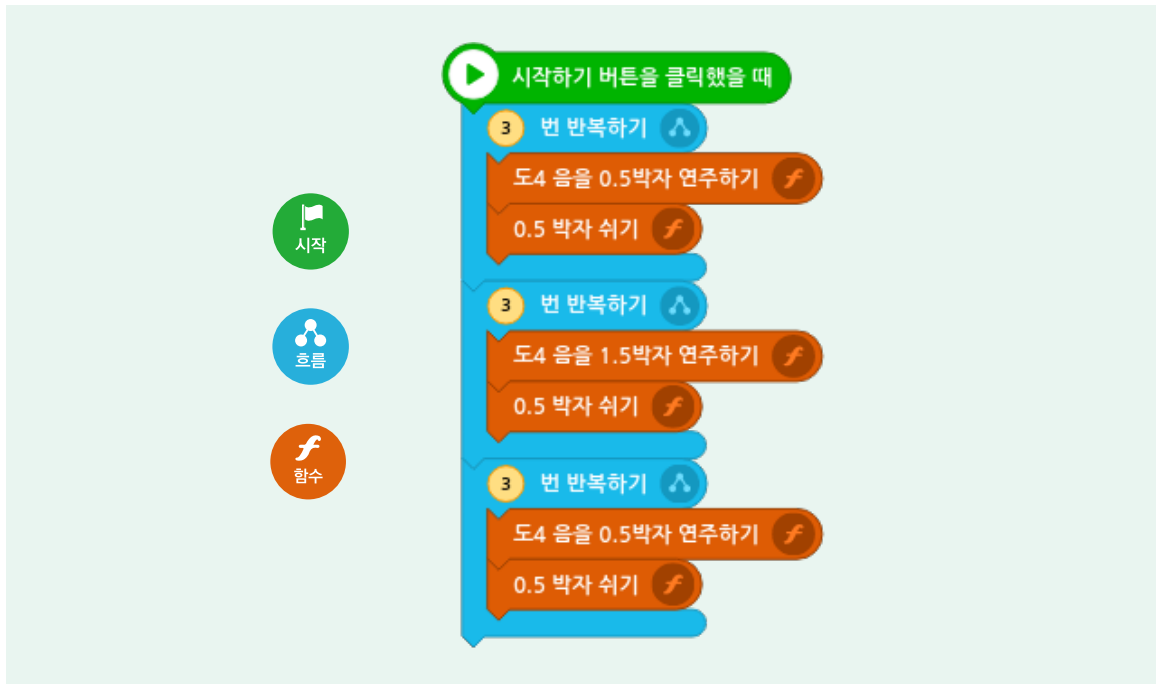 시작하기 버튼을 클릭했을 때
3 번 반복하기
도4 음을 0.5박자 연주하기
0.5 박자 쉬기
3 번 반복하기
도4 음을 1.5박자 연주하기
0.5 박자 쉬기
3 번 반복하기
도4 음을 0.5박자 연주하기
0.5 박자 쉬기
시작
흐름
함수